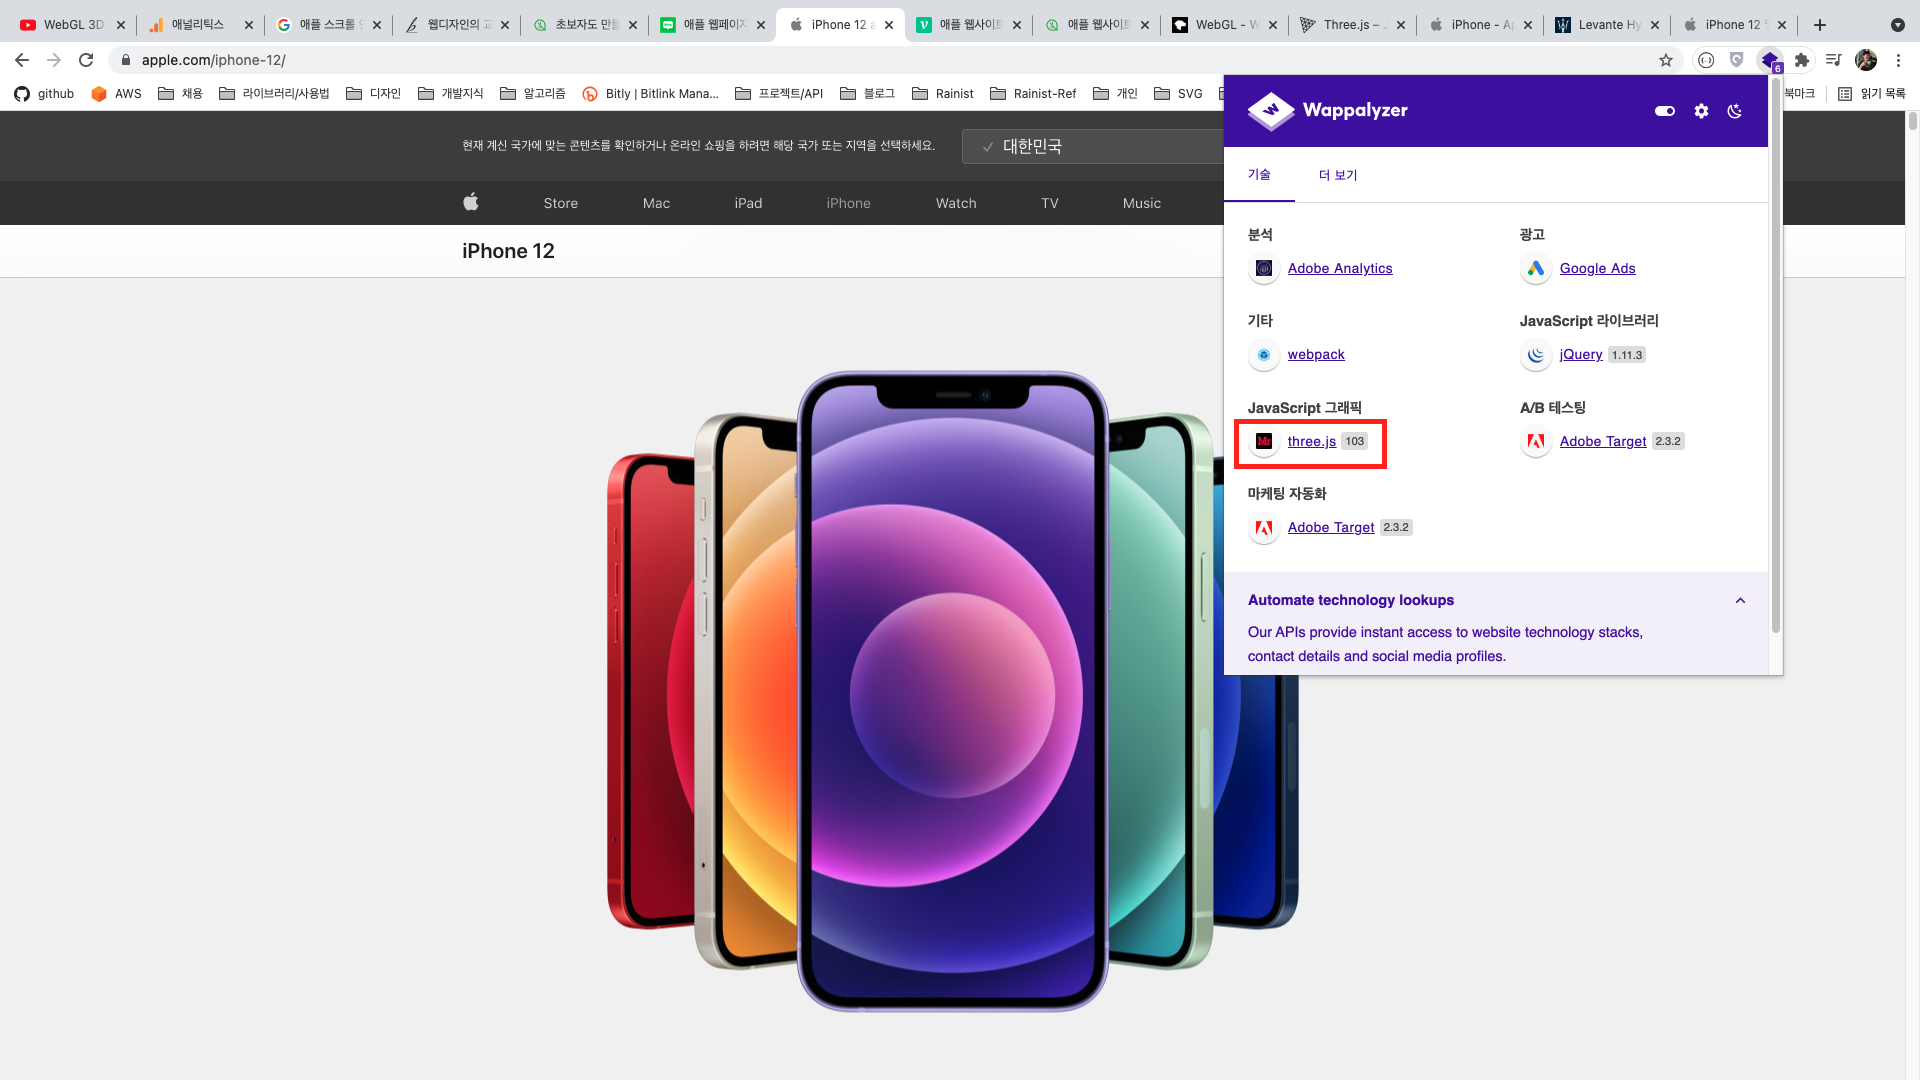 WebGL 3D
애널리틱스
애플 스크롤 인
웹디자인의 고
초보자도 만들
애플 웹페이지
iPhone 12 a
애플 웹사이트
애플 웹사이트
WebGL - W
Three.js – J
iPhone - Ap
Levante Hy
iPhone 12 및
apple.com/iphone-12/
6
github
AWS
채용
라이브러리/사용법
디자인
개발지식
알고리즘
Bitly | Bitlink Mana...
프로젝트/API
블로그
Rainist
Rainist-Ref
개인
SVG
북마크
읽기 목록
현재 계신 국가에 맞는 콘텐츠를 확인하거나 온라인 쇼핑을 하려면 해당 국가 또는 지역을 선택하세요.
대한민국
Store
Mac
iPad
iPhone
Watch
TV
Music
iPhone 12
Wappalyzer
기술
더 보기
분석
Adobe Analytics
광고
Google Ads
기타
webpack
JavaScript 라이브러리
jQuery 1.11.3
JavaScript 그래픽
three.js 103
A/B 테스팅
Adobe Target 2.3.2
마케팅 자동화
Adobe Target 2.3.2
Automate technology lookups
Our APIs provide instant access to website technology stacks,
contact details and social media profiles.